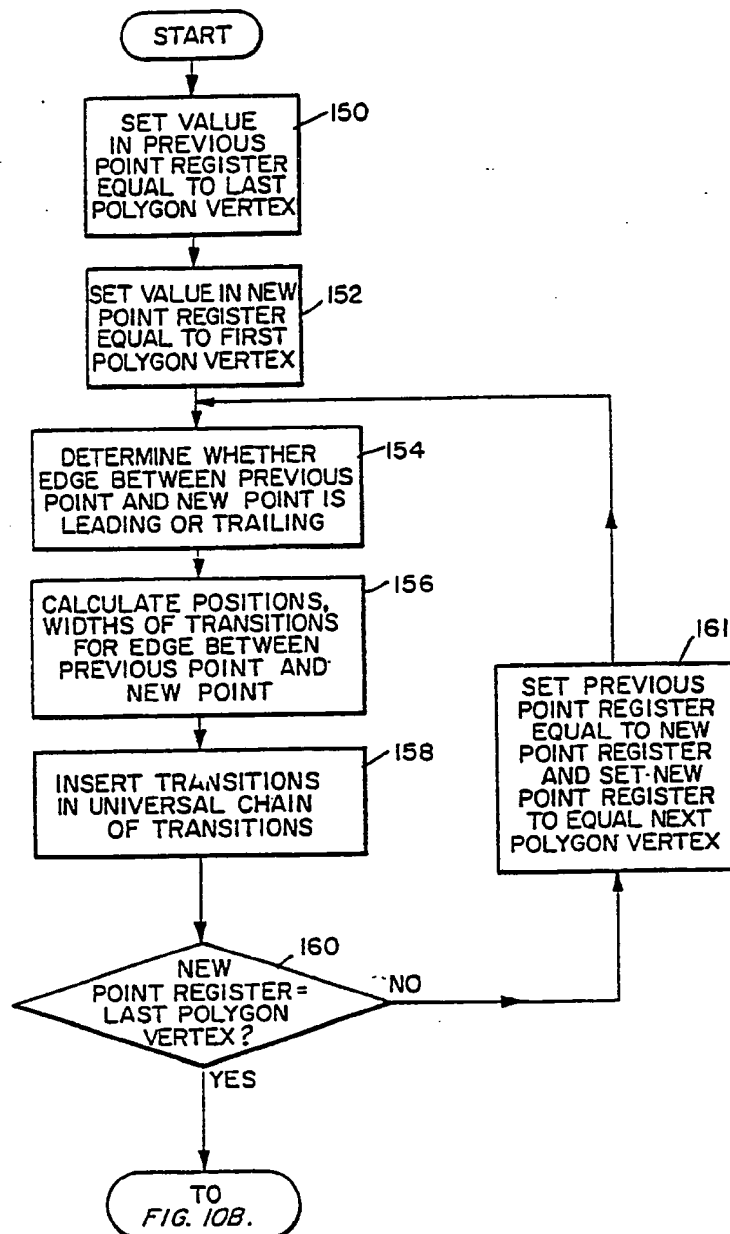 START
150
SET VALUE
IN PREVIOUS
POINT REGISTER
EQUAL TO LAST
POLYGON VERTEX
152
SET VALUE IN NEW
POINT REGISTER
EQUAL TO FIRST
POLYGON VERTEX
154
DETERMINE WHETHER
EDGE BETWEEN PREVIOUS
POINT AND NEW POINT IS
LEADING OR TRAILING
156
CALCULATE POSITIONS,
WIDTHS OF TRANSITIONS
FOR EDGE BETWEEN
PREVIOUS POINT AND
NEW POINT
158
INSERT TRANSITIONS
IN UNIVERSAL CHAIN
OF TRANSITIONS
160
NEW
POINT REGISTER=
LAST POLYGON
VERTEX?
NO
YES
161
SET PREVIOUS
POINT REGISTER
EQUAL TO NEW
POINT REGISTER
AND SET-NEW
POINT REGISTER
TO EQUAL NEXT
POLYGON VERTEX
TO
FIG. 10B.